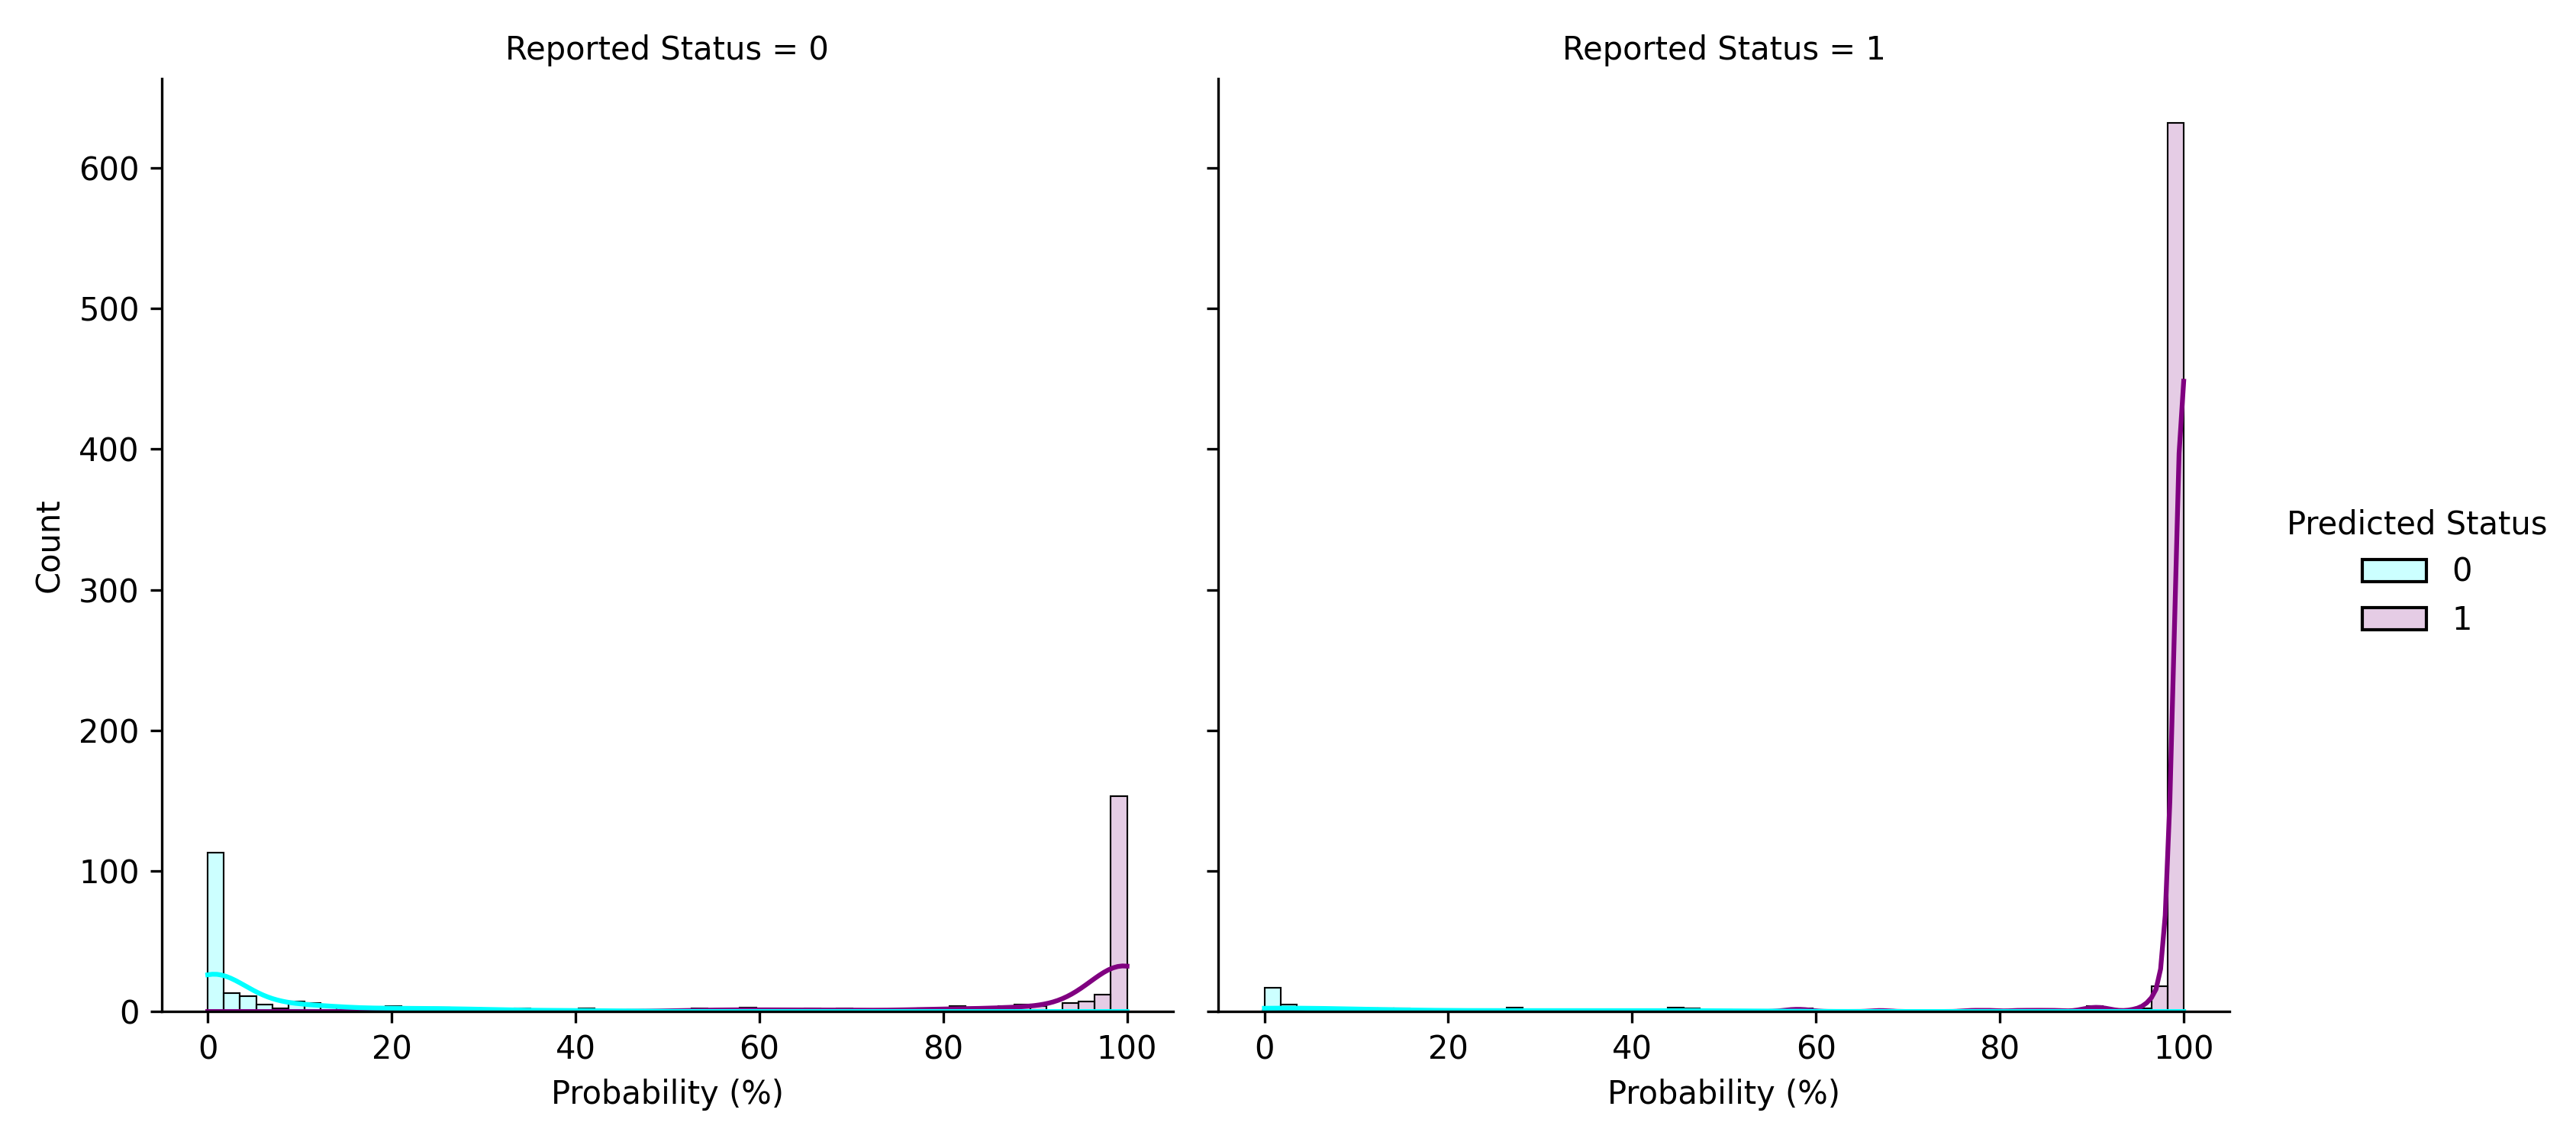 Reported Status = 0
Reported Status = 1
600
500
400
300
200
100
0
Count
0 20 40 60 80 100
0 20 40 60 80 100
Probability (%)
Probability (%)
Predicted Status
0
1